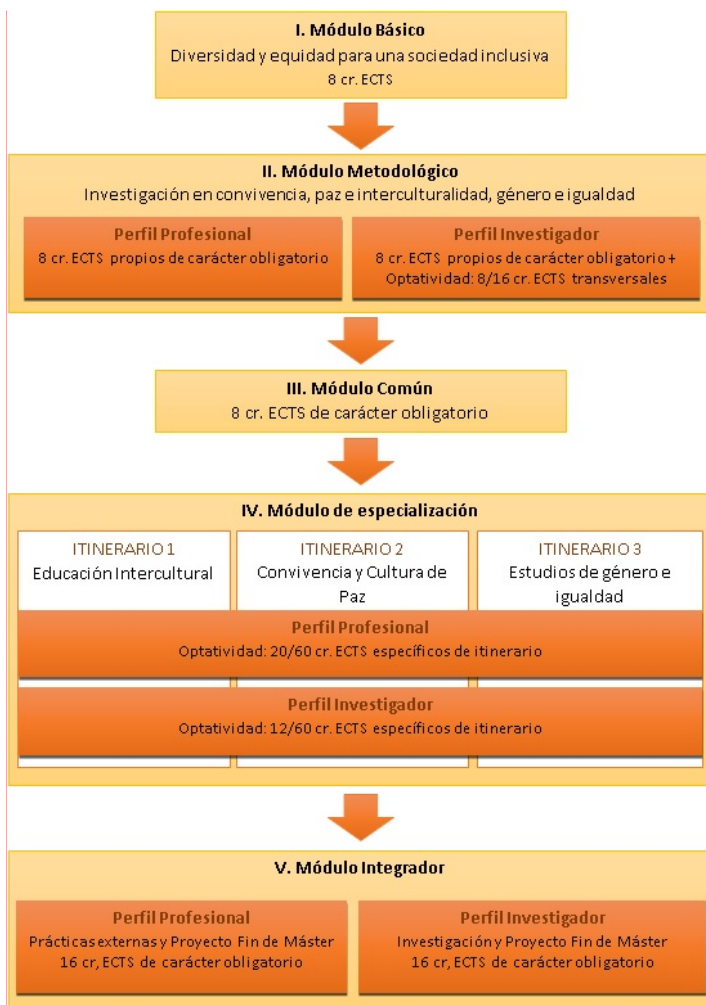 I. Módulo Básico
Diversidad y equidad para una sociedad inclusiva
8 cr. ECTS
II. Módulo Metodológico
Investigación en convivencia, paz e interculturalidad, género e igualdad
Perfil Profesional
8 cr. ECTS propios de carácter obligatorio
Perfil Investigador
8 cr. ECTS propios de carácter obligatorio +
Optatividad: 8/16 cr. ECTS transversales
III. Módulo Común
8 cr. ECTS de carácter obligatorio
IV. Módulo de especialización
ITINERARIO 1
Educación Intercultural
ITINERARIO 2
Convivencia y Cultura de
Paz
ITINERARIO 3
Estudios de género e
igualdad
Perfil Profesional
Optatividad: 20/60 cr. ECTS específicos de itinerario
Perfil Investigador
Optatividad: 12/60 cr. ECTS específicos de itinerario
V. Módulo Integrador
Perfil Profesional
Prácticas externas y Proyecto Fin de Máster
16 cr, ECTS de carácter obligatorio
Perfil Investigador
Investigación y Proyecto Fin de Máster
16 cr, ECTS de carácter obligatorio